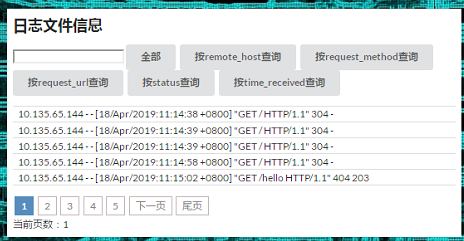 日志文件信息
全部 按remote_host查询 按request_method查询
按request_url查询 按status查询 按time_received查询
10.135.65.144 - - [18/Apr/2019:11:14:38 +0800] "GET / HTTP/1.1" 304 -
10.135.65.144 - - [18/Apr/2019:11:14:39 +0800] "GET / HTTP/1.1" 304 -
10.135.65.144 - - [18/Apr/2019:11:14:39 +0800] "GET / HTTP/1.1" 304 -
10.135.65.144 - - [18/Apr/2019:11:14:58 +0800] "GET / HTTP/1.1" 304 -
10.135.65.144 - - [18/Apr/2019:11:15:02 +0800] "GET /hello HTTP/1.1" 404 203
1 2 3 4 5 下一页 尾页
当前页数：1